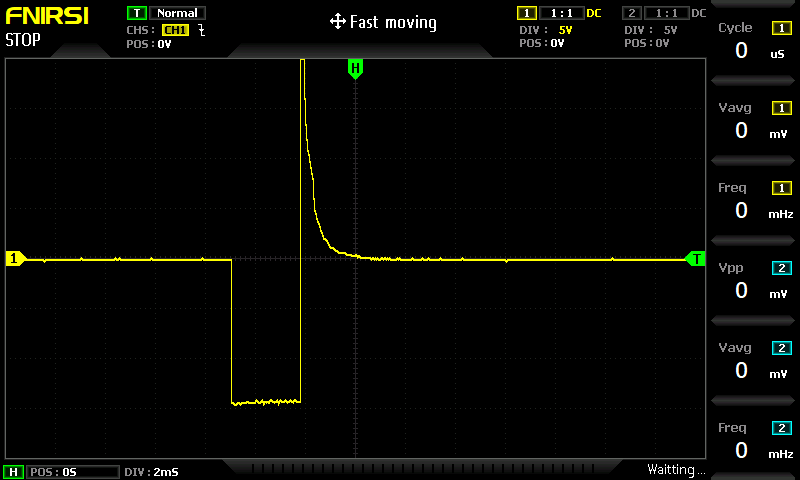 FNIRSI
STOP
T Normal
CHS: CH1
POS: 0V
Fast moving
1 1:1 DC
DIV: 5V
POS: 0V
2 1:1 DC
DIV: 5V
POS: 0V
H
1
T
Cycle 1
0 uS
Vavg 1
0 mV
Freq 1
0 mHz
Vpp 2
0 mV
Vavg 2
0 mV
Freq 2
0 mHz
H POS: 0S DIV: 2mS
Waitting...